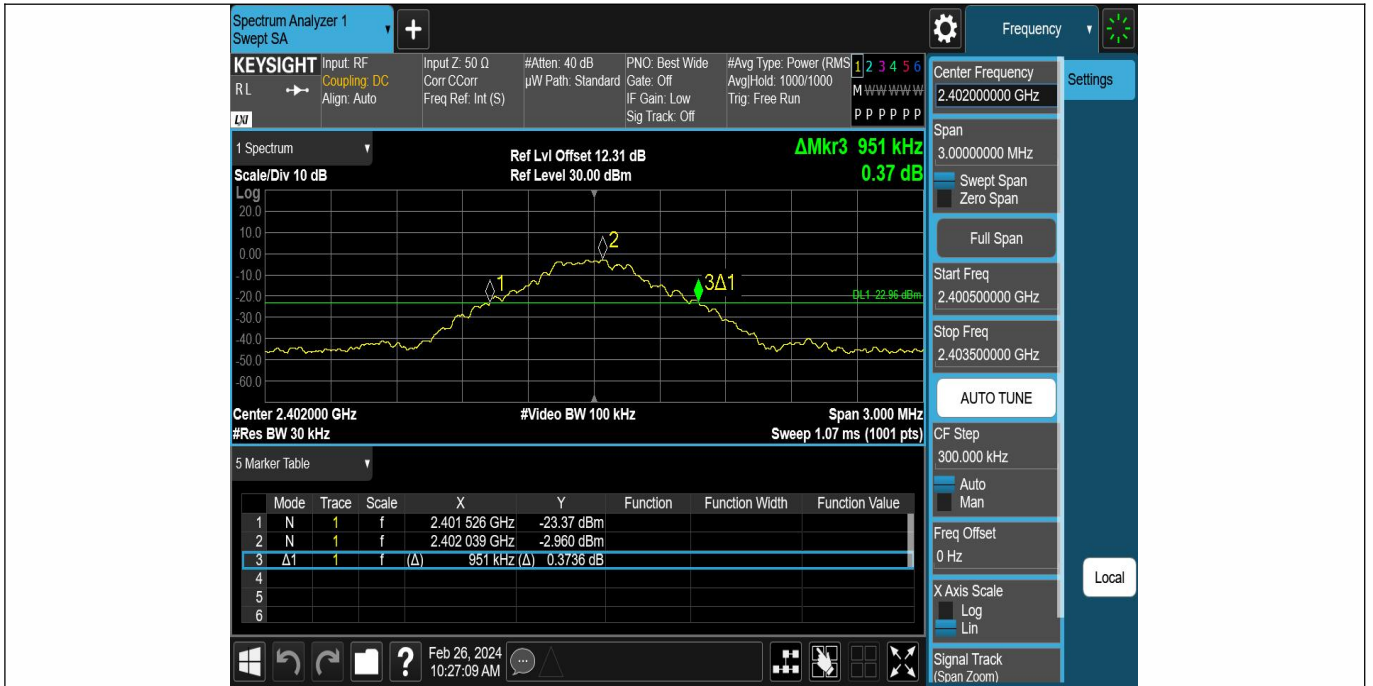 Spectrum Analyzer 1
Swept SA
+
Frequency
KEYSIGHT
RL
LXI
Input: RF
Coupling: DC
Align: Auto
Input Z: 50 Ω
Corr CCorr
Freq Ref: Int (S)
#Atten: 40 dB
µW Path: Standard
PNO: Best Wide
Gate: Off
IF Gain: Low
Sig Track: Off
#Avg Type: Power (RMS
Avg|Hold: 1000/1000
Trig: Free Run
1 2 3 4 5 6
M W W W W W
P P P P P P
1 Spectrum
Scale/Div 10 dB
Ref Lvl Offset 12.31 dB
Ref Level 30.00 dBm
ΔMkr3 951 kHz
0.37 dB
Log
20.0
10.0
0.00
-10.0
-20.0
-30.0
-40.0
-50.0
-60.0
1
2
3Δ1
DL1 -22.96 dBm
Center 2.402000 GHz
#Res BW 30 kHz
#Video BW 100 kHz
Span 3.000 MHz
Sweep 1.07 ms (1001 pts)
5 Marker Table
Mode Trace Scale X Y Function Function Width Function Value
1 N 1 f 2.401 526 GHz -23.37 dBm
2 N 1 f 2.402 039 GHz -2.960 dBm
3 Δ1 1 f (Δ) 951 kHz (Δ) 0.3736 dB
4
5
6
?
Feb 26, 2024
10:27:09 AM
Center Frequency
2.402000000 GHz
Settings
Span
3.00000000 MHz
Swept Span
Zero Span
Full Span
Start Freq
2.400500000 GHz
Stop Freq
2.403500000 GHz
AUTO TUNE
CF Step
300.000 kHz
Auto
Man
Freq Offset
0 Hz
Local
X Axis Scale
Log
Lin
Signal Track
(Span Zoom)